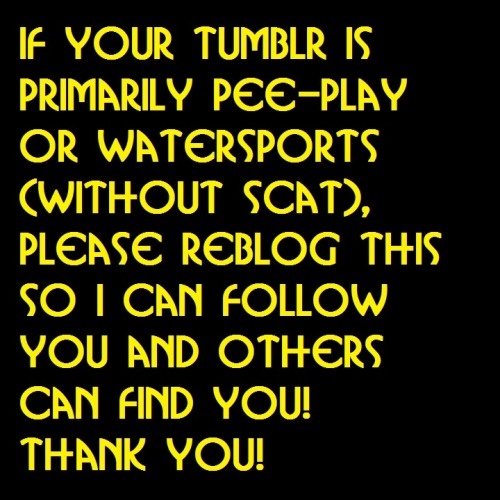 IF YOUR TUMBLR IS
PRIMARILY PEE-PLAY
OR WATERSPORTS
(WITHOUT SCAT),
PLEASE REBLOG THIS
SO I CAN FOLLOW
YOU AND OTHERS
CAN FIND YOU!
THANK YOU!